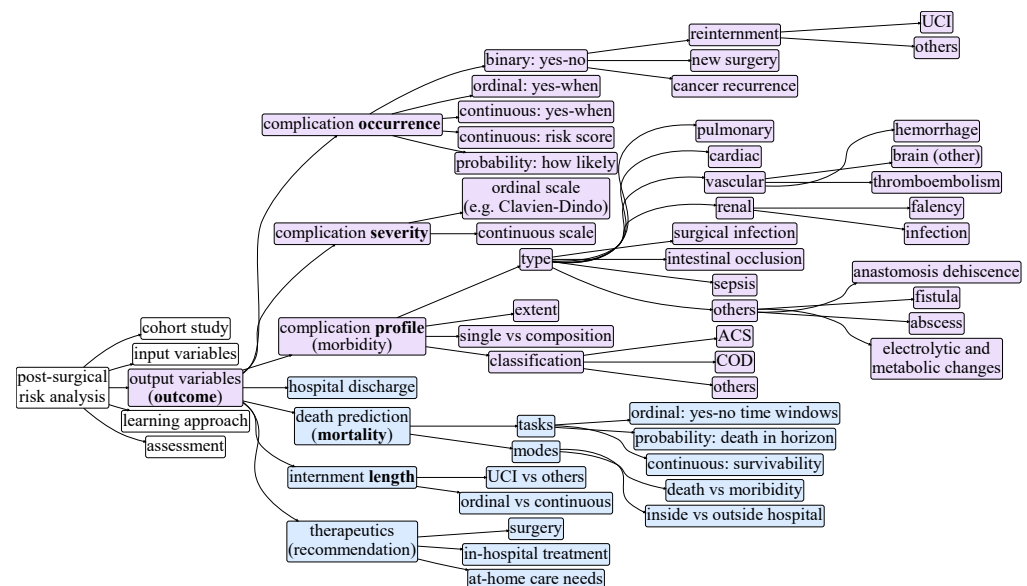 post-surgical
risk analysis
cohort study
input variables
output variables
(outcome)
learning approach
assessment
complication occurrence
binary: yes-no
reinternment
UCI
others
new surgery
cancer recurrence
ordinal: yes-when
continuous: yes-when
continuous: risk score
probability: how likely
complication severity
ordinal scale
(e.g. Clavien-Dindo)
continuous scale
complication profile
(morbidity)
type
pulmonary
cardiac
vascular
hemorrhage
brain (other)
thromboembolism
renal
falency
infection
surgical infection
intestinal occlusion
sepsis
others
anastomosis dehiscence
fistula
abscess
electrolytic and
metabolic changes
extent
single vs composition
classification
ACS
COD
others
hospital discharge
death prediction
(mortality)
tasks
ordinal: yes-no time windows
probability: death in horizon
continuous: survivability
modes
death vs moribidity
inside vs outside hospital
internment length
UCI vs others
ordinal vs continuous
therapeutics
(recommendation)
surgery
in-hospital treatment
at-home care needs